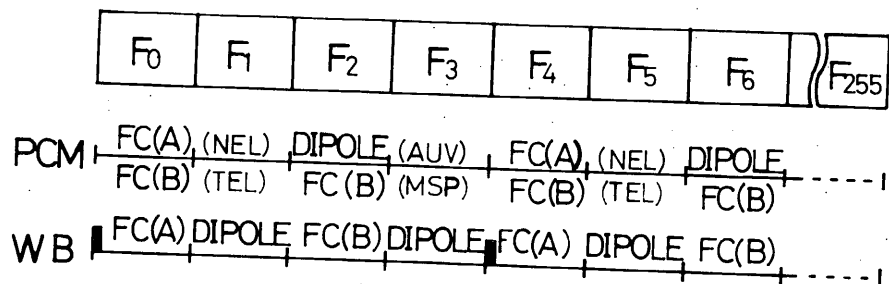 F0 F1 F2 F3 F4 F5 F6 F255
PCM FC(A) (NEL) DIPOLE (AUV) FC(A) (NEL) DIPOLE
FC(B) (TEL) FC(B) (MSP) FC(B) (TEL) FC(B)
WB FC(A) DIPOLE FC(B) DIPOLE FC(A) DIPOLE FC(B)